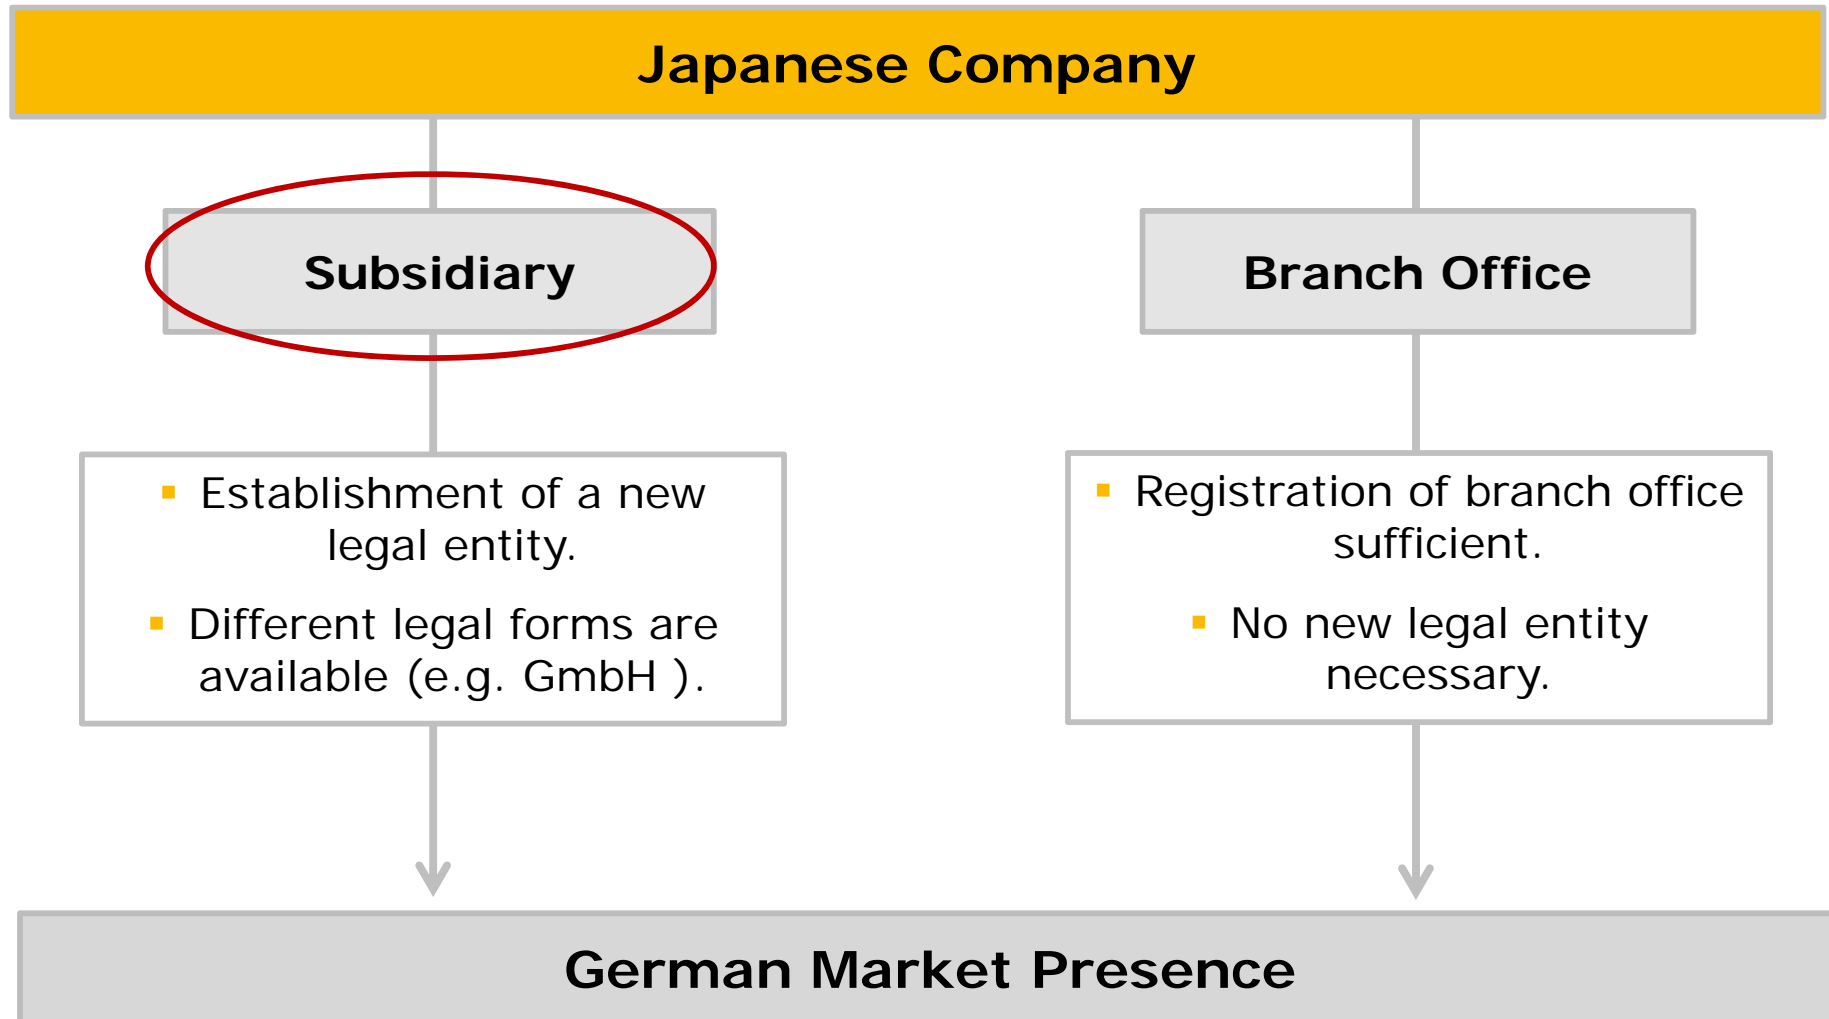 Japanese Company
Subsidiary
Branch Office
▪ Establishment of a new
legal entity.
▪ Different legal forms are
available (e.g. GmbH ).
▪ Registration of branch office
sufficient.
▪ No new legal entity
necessary.
German Market Presence